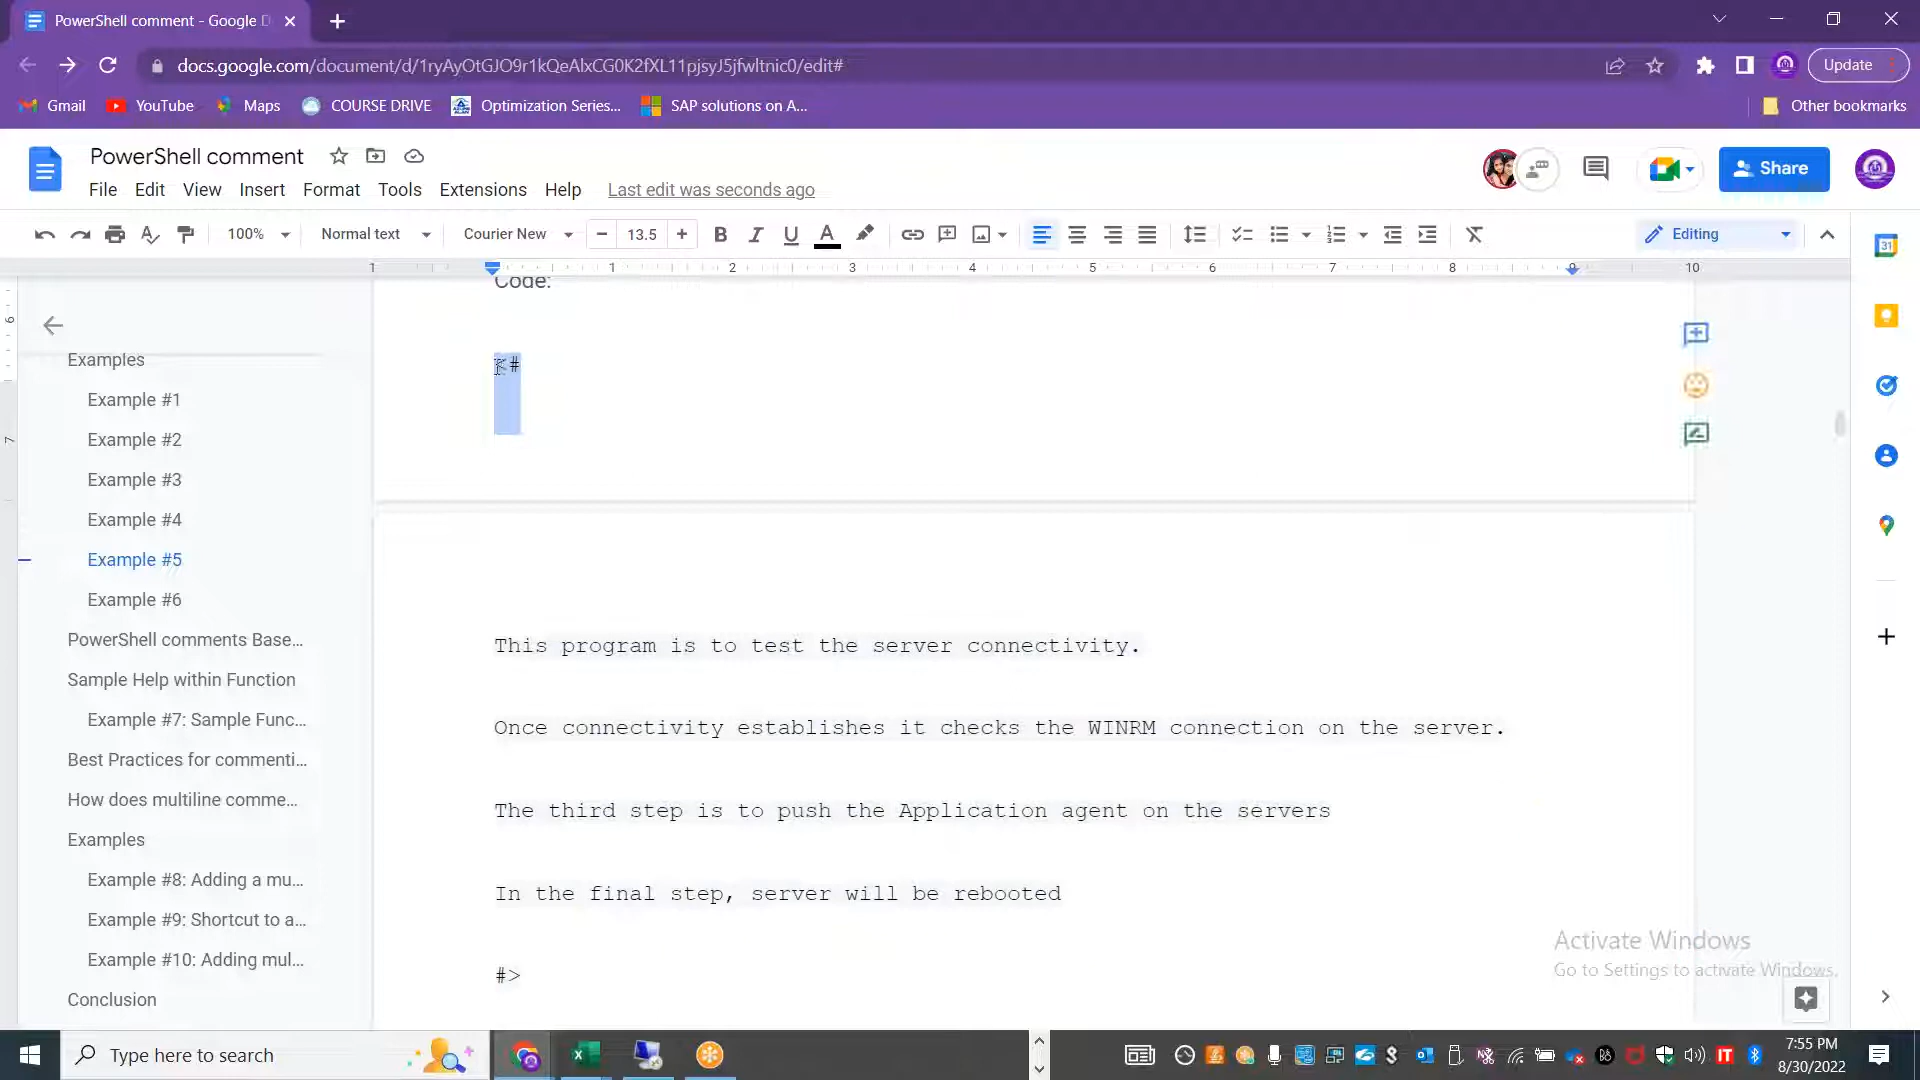 PowerShell comment - Google D
docs.google.com/document/d/1ryAyOtGJO9r1kQeAlxCG0K2fXL11pjsyJ5jfwltnic0/edit#
Update
Gmail
YouTube
Maps
COURSE DRIVE
Optimization Series...
SAP solutions on A...
Other bookmarks
PowerShell comment
File Edit View Insert Format Tools Extensions Help Last edit was seconds ago
Share
100%
Normal text
Courier New
13.5
Editing
1 1 2 3 4 5 6 7 8 9 10
Examples
Example #1
Example #2
Example #3
Example #4
Example #5
Example #6
PowerShell comments Base...
Sample Help within Function
Example #7: Sample Func...
Best Practices for commenti...
How does multiline comme...
Examples
Example #8: Adding a mu...
Example #9: Shortcut to a...
Example #10: Adding mul...
Conclusion
6
7
Code:
<#
This program is to test the server connectivity.
Once connectivity establishes it checks the WINRM connection on the server.
The third step is to push the Application agent on the servers
In the final step, server will be rebooted
#>
Activate Windows
Go to Settings to activate Windows.
31
Type here to search
7:55 PM
8/30/2022